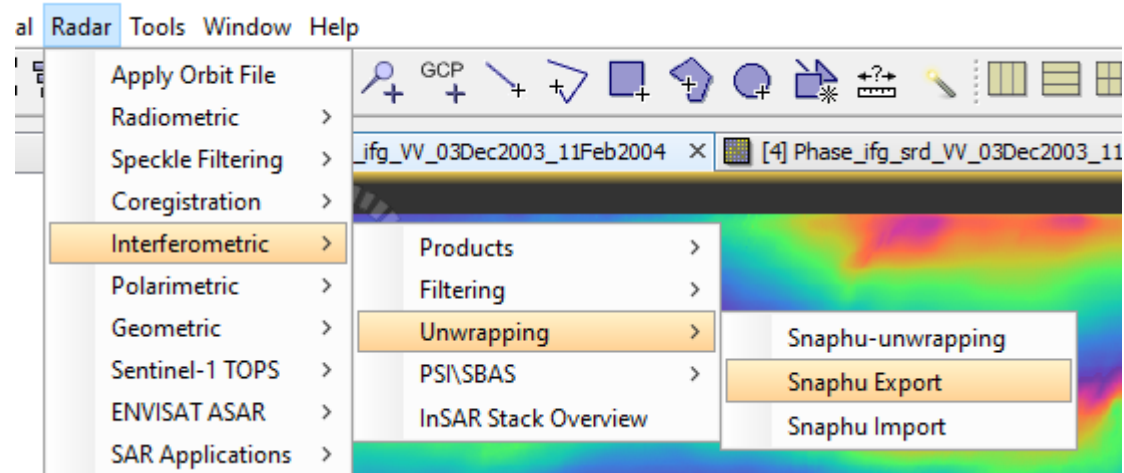 al Radar Tools Window Help
Apply Orbit File
GCP
Radiometric >
Speckle Filtering >
_ifg_VV_03Dec2003_11Feb2004 × [4] Phase_ifg_srd_VV_03Dec2003_11
Coregistration >
Interferometric >
Products >
Polarimetric >
Filtering >
Geometric >
Unwrapping >
Snaphu-unwrapping
Sentinel-1 TOPS >
PSI\SBAS >
Snaphu Export
ENVISAT ASAR >
InSAR Stack Overview
Snaphu Import
SAR Applications >